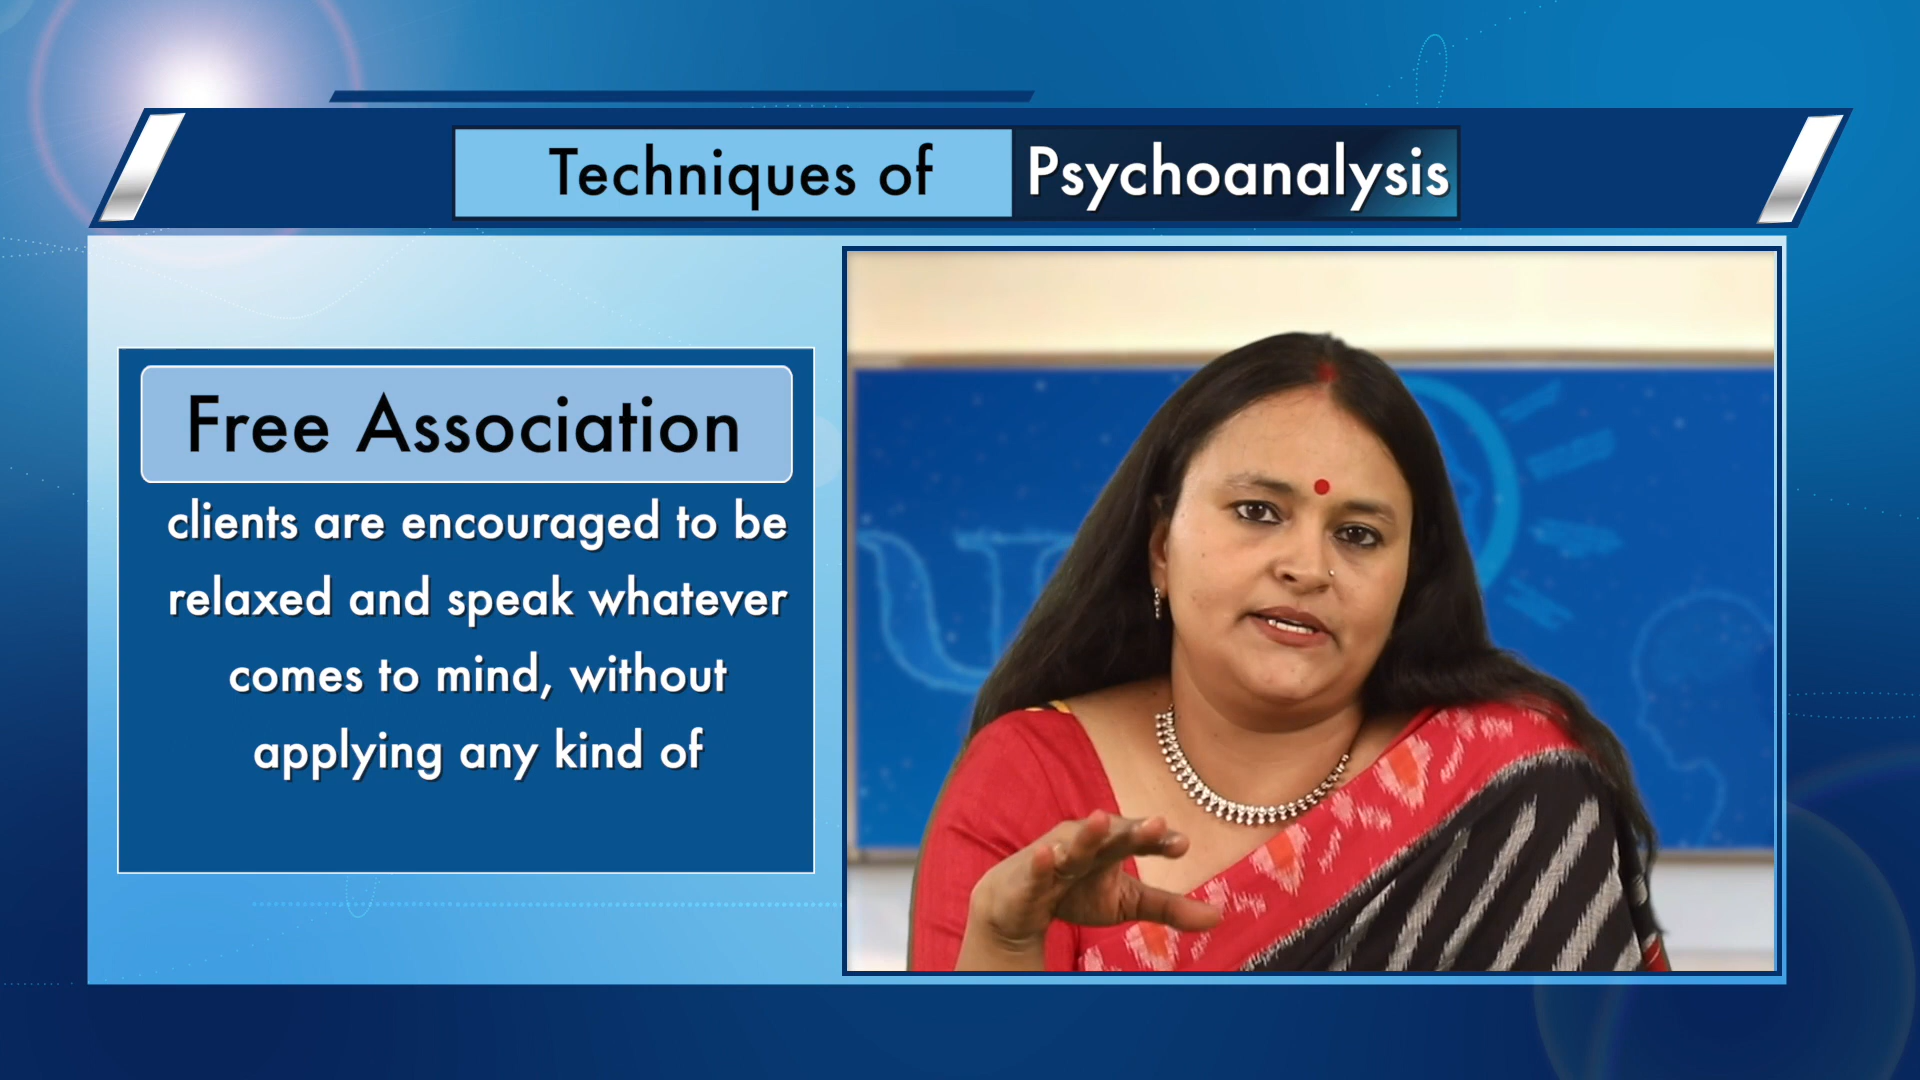 Techniques of Psychoanalysis
Free Association
clients are encouraged to be
relaxed and speak whatever
comes to mind, without
applying any kind of
Ψ